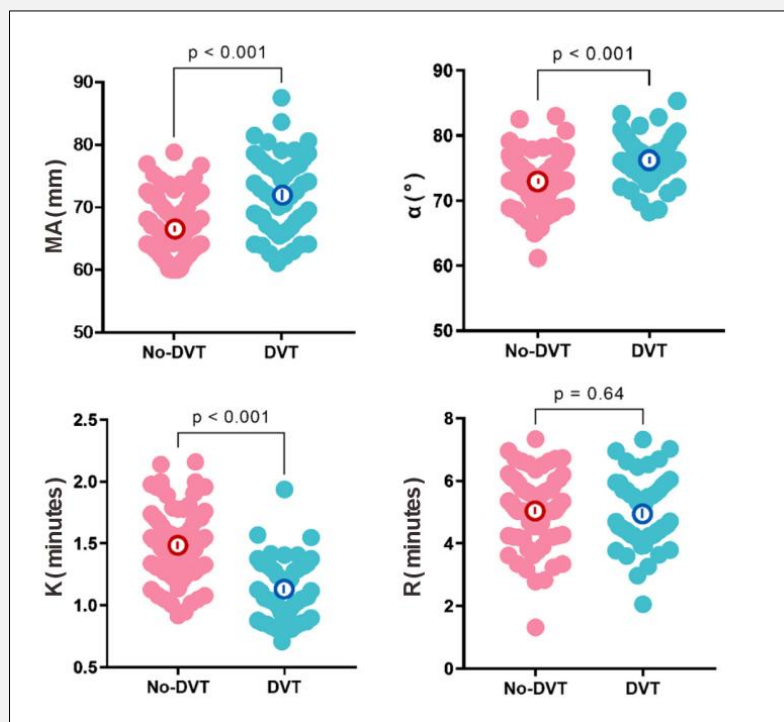 p < 0.001
90
80
70
60
50
MA (mm)
No-DVT DVT
p < 0.001
90
80
70
60
50
α (°)
No-DVT DVT
p < 0.001
2.5
2.0
1.5
1.0
0.5
K (minutes)
No-DVT DVT
p = 0.64
8
6
4
2
0
R (minutes)
No-DVT DVT